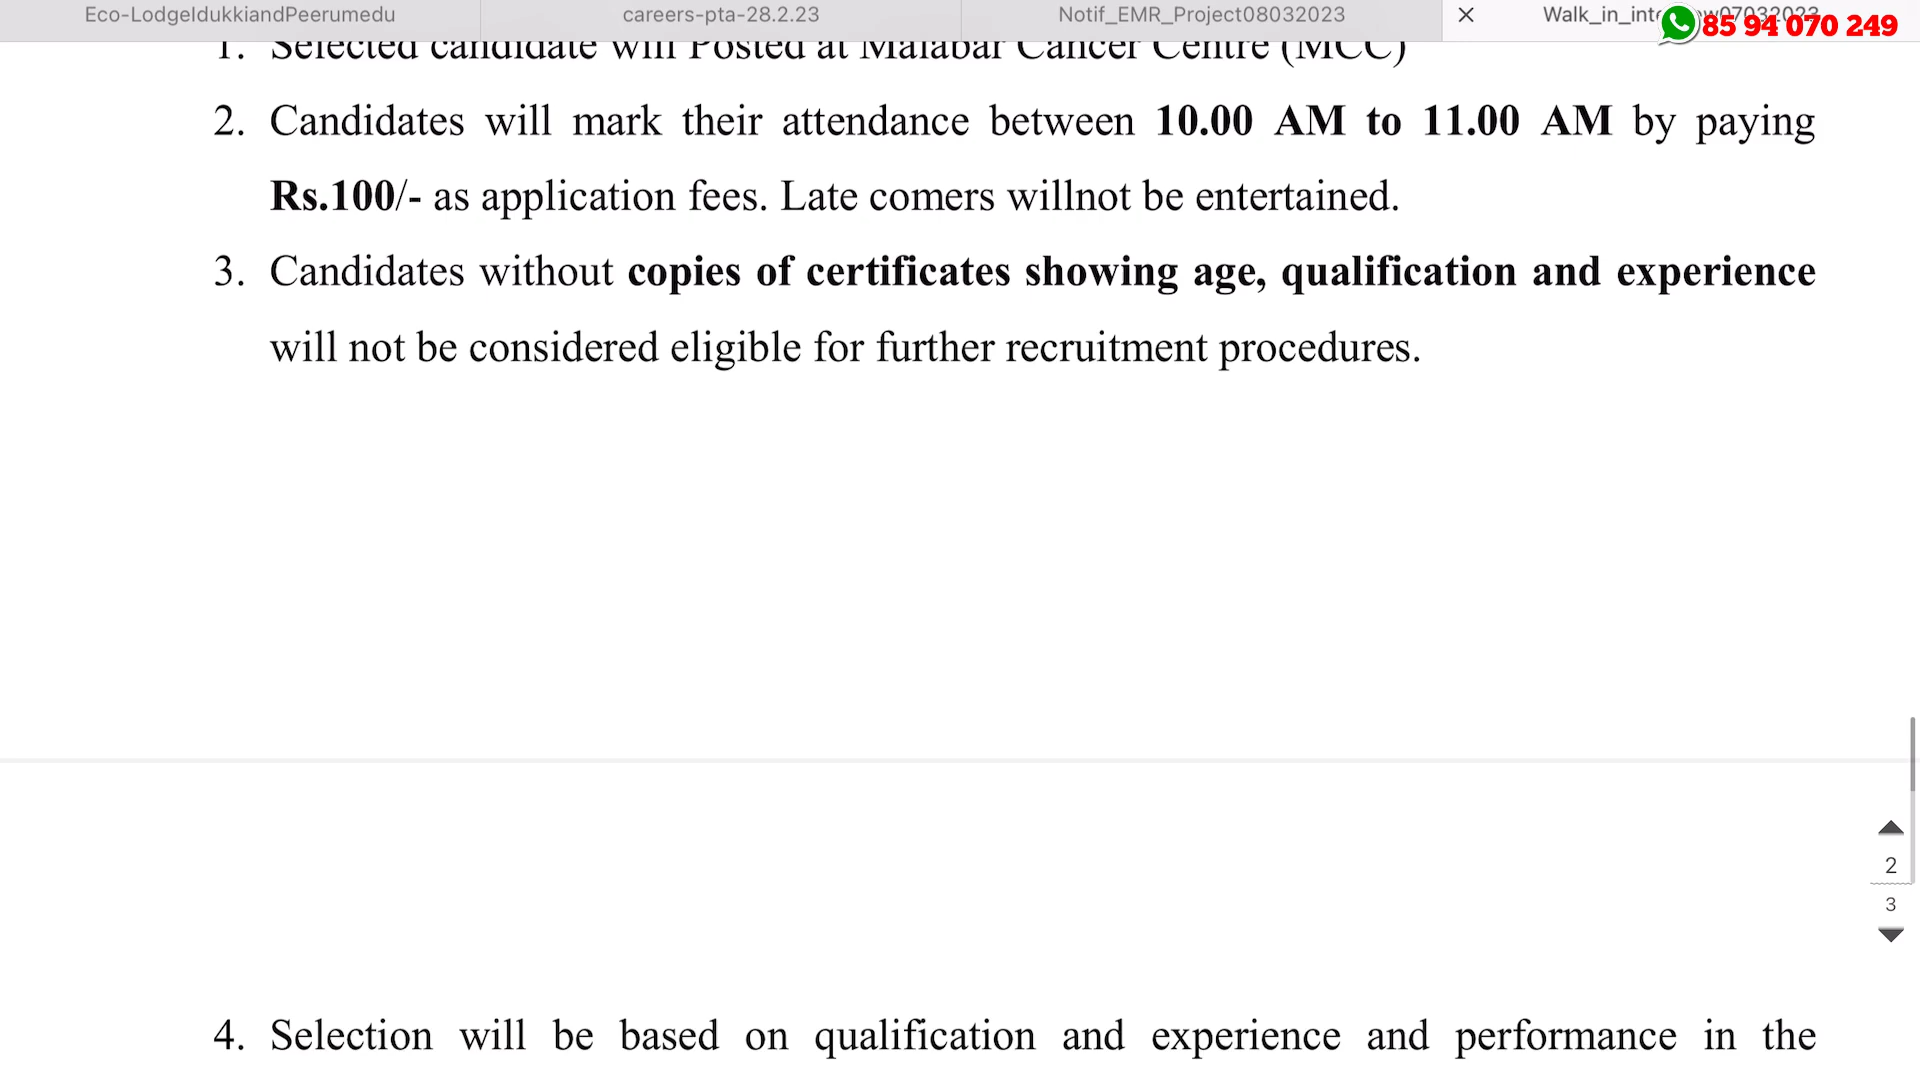 Eco-LodgeIdukkiandPeerumedu
careers-pta-28.2.23
Notif_EMR_Project08032023
Walk_in_inte
w07032023
85 94 070 249
1. Selected candidate will Posted at Malabar Cancer Centre (MCC)
2. Candidates will mark their attendance between 10.00 AM to 11.00 AM by paying
Rs.100/- as application fees. Late comers willnot be entertained.
3. Candidates without copies of certificates showing age, qualification and experience
will not be considered eligible for further recruitment procedures.
2
3
4. Selection will be based on qualification and experience and performance in the